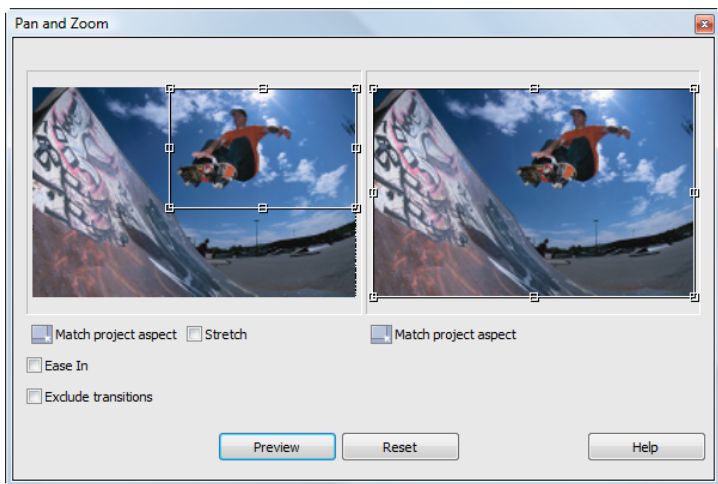 Pan and Zoom
Match project aspect Stretch Match project aspect
Ease In
Exclude transitions
Preview Reset Help